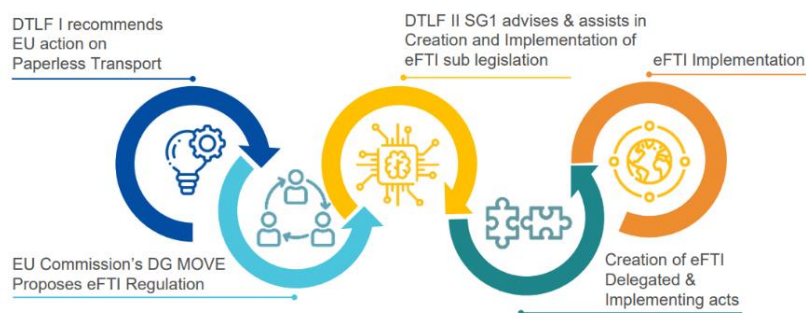 DTLF I recommends
EU action on
Paperless Transport
EU Commission's DG MOVE
Proposes eFTI Regulation
DTLF II SG1 advises & assists in
Creation and Implementation of
eFTI sub legislation
Creation of eFTI
Delegated &
Implementing acts
eFTI Implementation